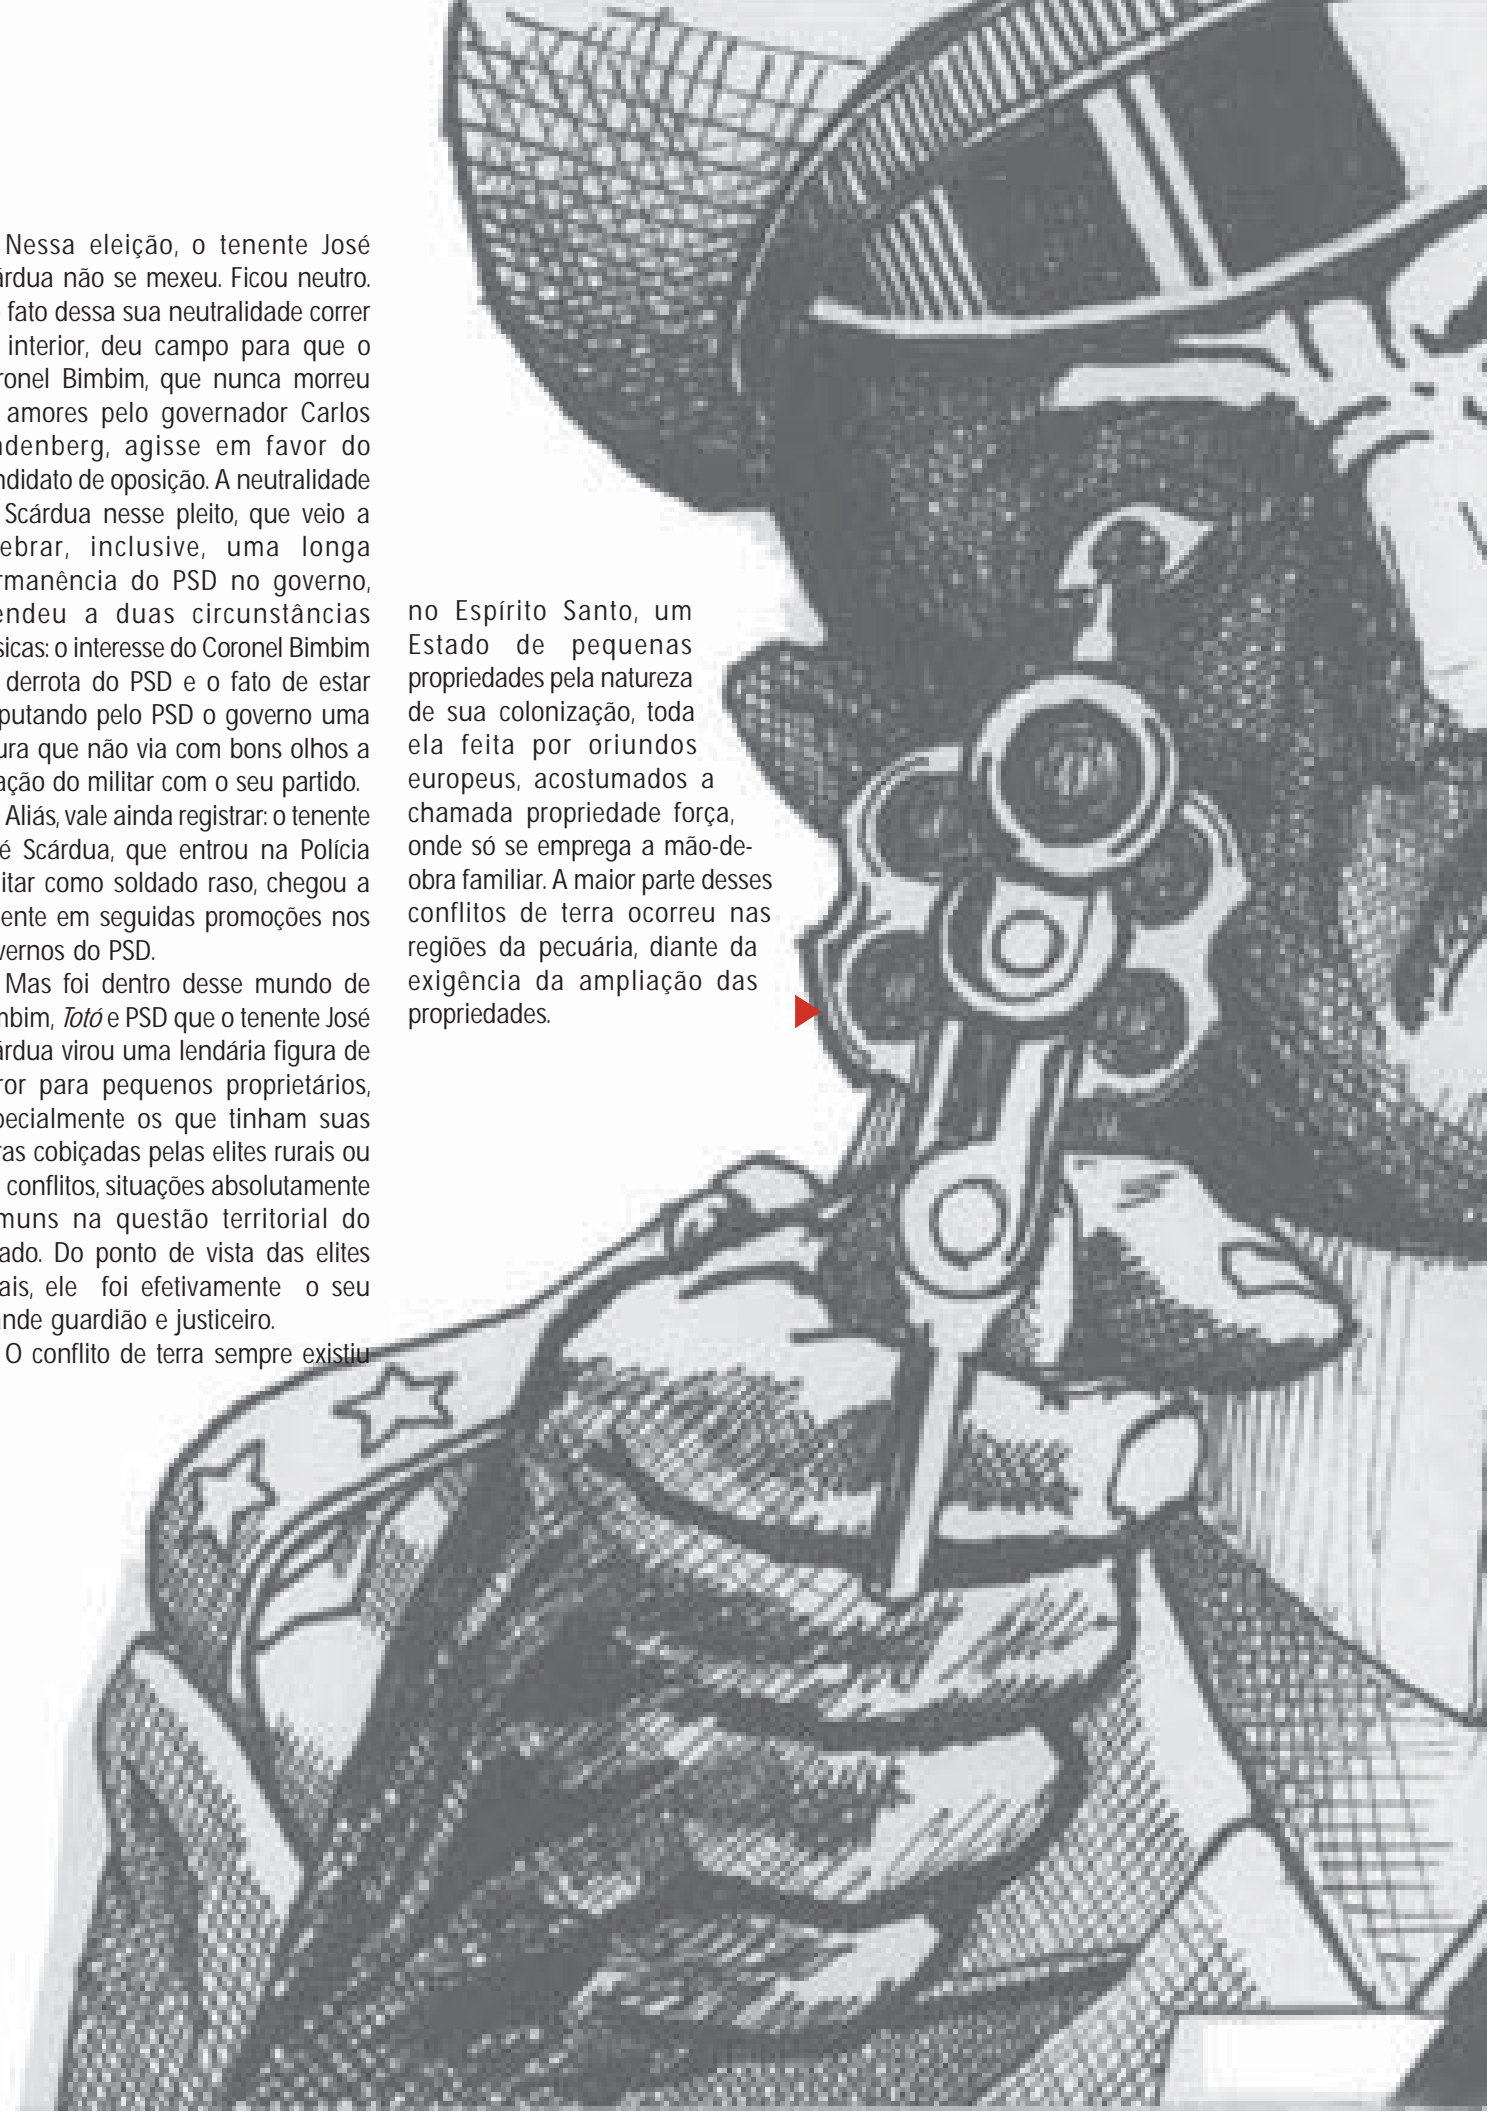 Nessa eleição, o tenente José
árdua não se mexeu. Ficou neutro.
fato dessa sua neutralidade correr
interior, deu campo para que o
ronel Bimbim, que nunca morreu
amores pelo governador Carlos
ndenberg, agisse em favor do
ndidato de oposição. A neutralidade
Scárdua nesse pleito, que veio a
ebrar, inclusive, uma longa
rmanência do PSD no governo,
endeu a duas circunstâncias
sicas: o interesse do Coronel Bimbim
derrota do PSD e o fato de estar
putando pelo PSD o governo uma
ura que não via com bons olhos a
ação do militar com o seu partido.
Aliás, vale ainda registrar: o tenente
é Scárdua, que entrou na Polícia
itar como soldado raso, chegou a
ente em seguidas promoções nos
vernos do PSD.
Mas foi dentro desse mundo de
mbim, Totó e PSD que o tenente José
árdua virou uma lendária figura de
ror para pequenos proprietários,
pecialmente os que tinham suas
ras cobiçadas pelas elites rurais ou
conflitos, situações absolutamente
muns na questão territorial do
ado. Do ponto de vista das elites
ais, ele foi efetivamente o seu
nde guardião e justiceiro.
O conflito de terra sempre existiu
no Espírito Santo, um
Estado de pequenas
propriedades pela natureza
de sua colonização, toda
ela feita por oriundos
europeus, acostumados a
chamada propriedade força,
onde só se emprega a mão-de-
obra familiar. A maior parte desses
conflitos de terra ocorreu nas
regiões da pecuária, diante da
exigência da ampliação das
propriedades.